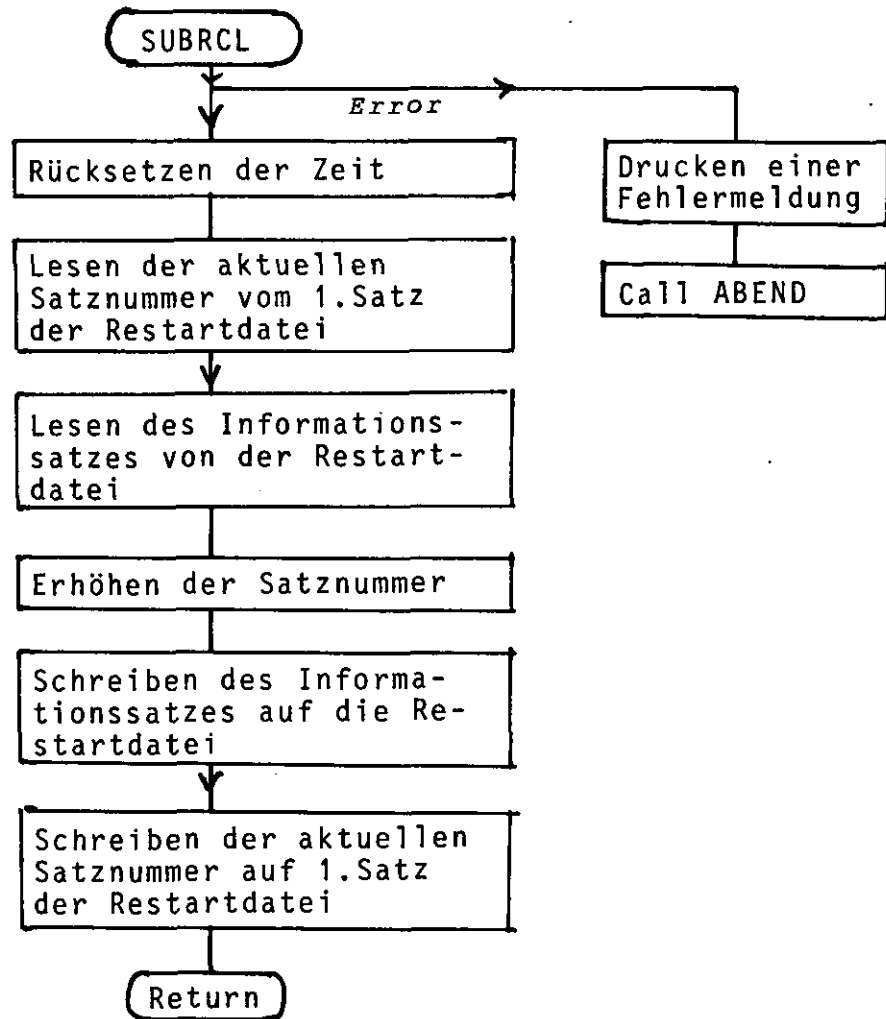 SUBRCL
Error
Rücksetzen der Zeit
Drucken einer
Fehlermeldung
Lesen der aktuellen
Satznummer vom 1.Satz
der Restartdatei
Call ABEND
Lesen des Informations-
satzes von der Restart-
datei
Erhöhen der Satznummer
Schreiben des Informa-
tionssatzes auf die Re-
startdatei
Schreiben der aktuellen
Satznummer auf 1.Satz
der Restartdatei
Return